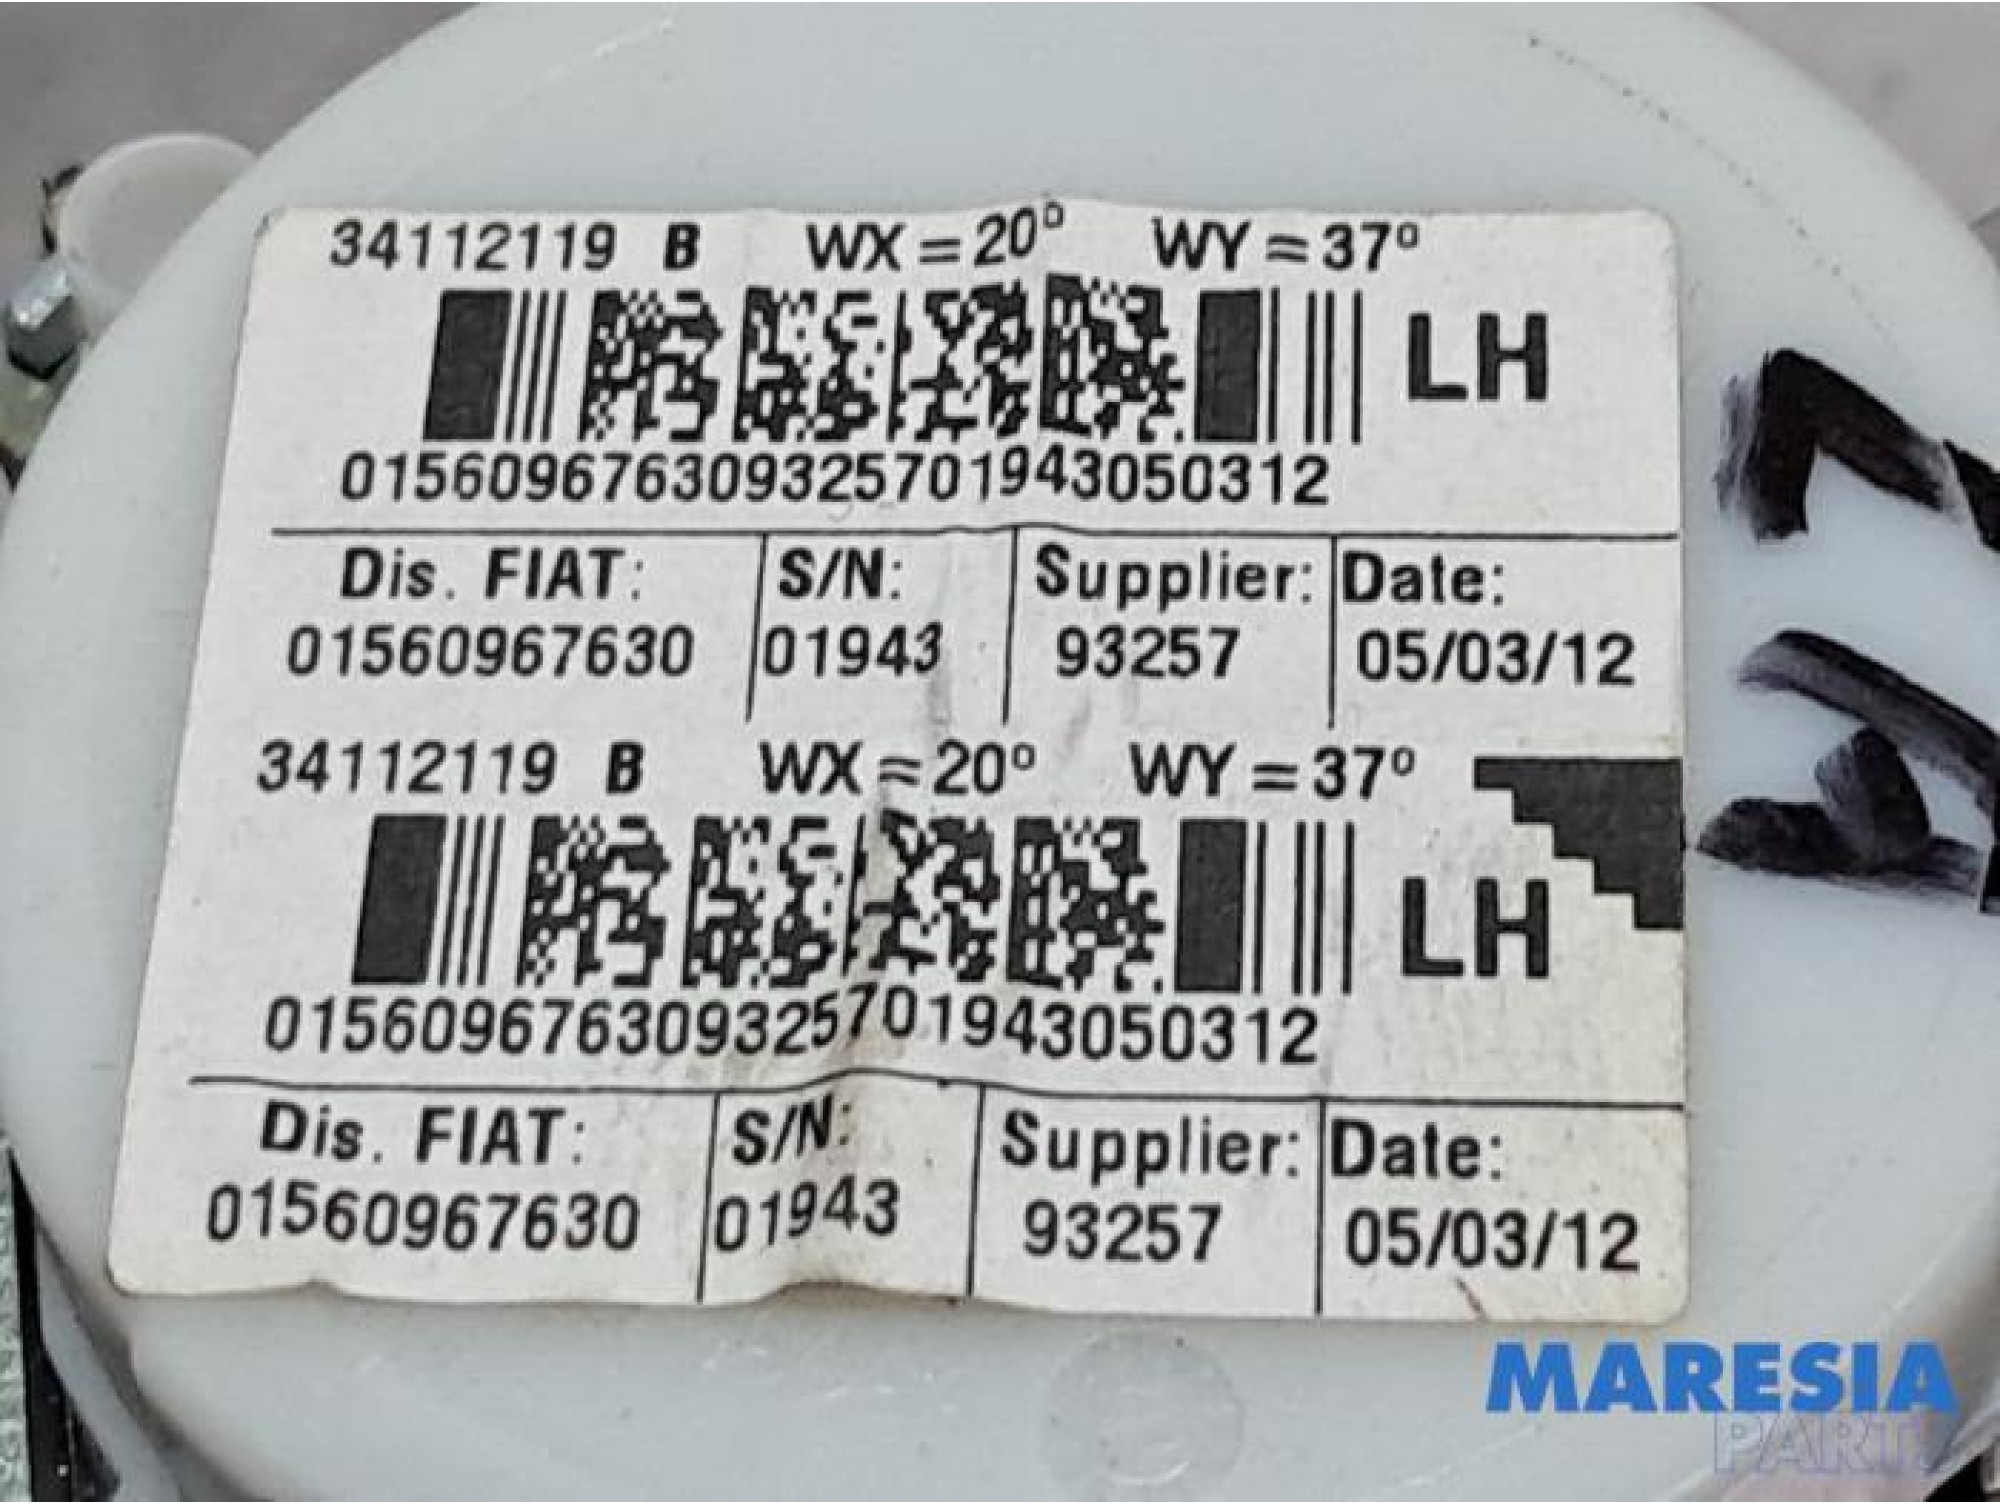 34112119 B WX=20° WY=37°
LH
01560967630932570194305031​2
Dis. FIAT: S/N: Supplier: Date:
01560967630 01943 93257 05/03/12
34112119 B WX=20° WY=37°
LH
015609676309325701943050312
Dis. FIAT: S/N: Supplier: Date:
01560967630 01943 93257 05/03/12
MARESIA
PARTS